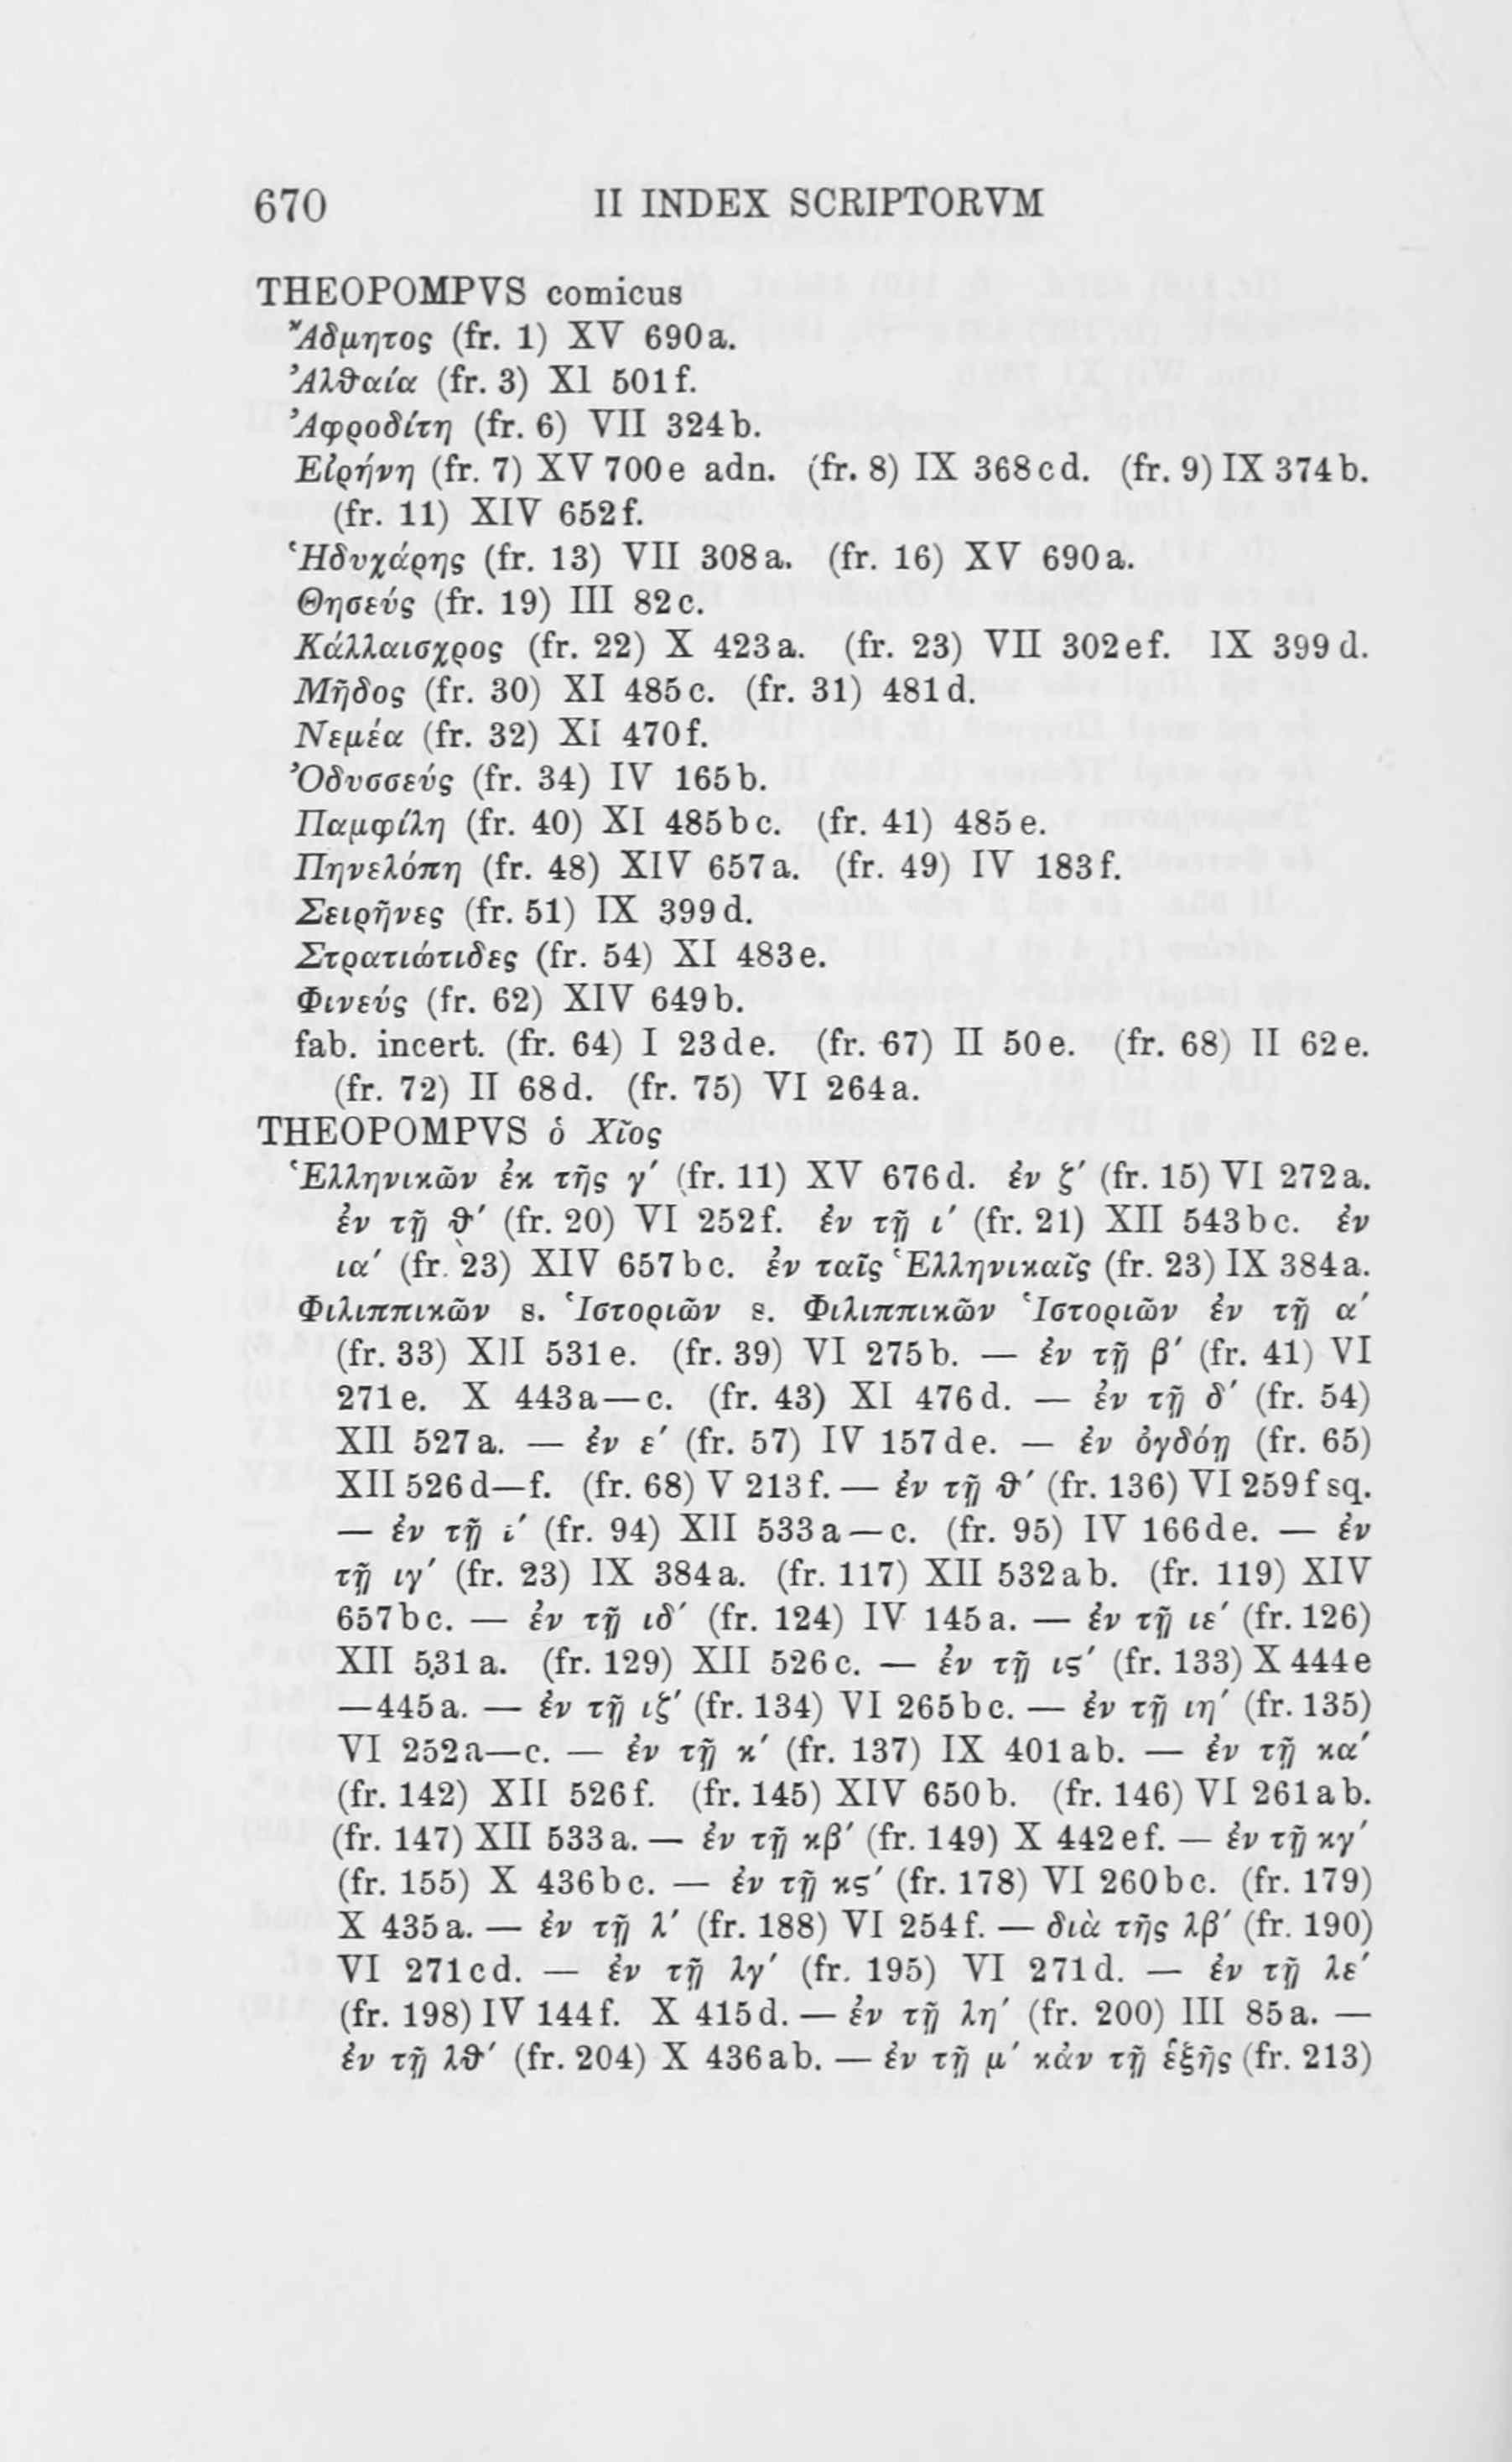 670 II INDEX SCRIPTORVM
THEOPOMPVS comicus
Ἄδμητος (fr. 1) XV 690a.
Ἀλθαία (fr. 3) XI 501f.
Ἀφροδίτη (fr. 6) VII 324b.
Εἰρήνη (fr. 7) XV 700e adn. (fr. 8) IX 368cd. (fr. 9) IX 374b.
(fr. 11) XIV 652f.
Ἡδυχάρης (fr. 13) VII 308a. (fr. 16) XV 690a.
Θησεύς (fr. 19) III 82c.
Κάλλαισχρος (fr. 22) X 423a. (fr. 23) VII 302ef. IX 399d.
Μῆδος (fr. 30) XI 485c. (fr. 31) 481d.
Νεμέα (fr. 32) XI 470f.
Ὀδυσσεύς (fr. 34) IV 165b.
Παμφίλη (fr. 40) XI 485bc. (fr. 41) 485e.
Πηνελόπη (fr. 48) XIV 657a. (fr. 49) IV 183f.
Σειρῆνες (fr. 51) IX 399d.
Στρατιώτιδες (fr. 54) XI 483e.
Φινεύς (fr. 62) XIV 649b.
fab. incert. (fr. 64) I 23de. (fr. 67) II 50e. (fr. 68) II 62e.
(fr. 72) II 68d. (fr. 75) VI 264a.
THEOPOMPVS ὁ Χῖος
Ἑλληνικῶν ἐκ τῆς γ′ (fr. 11) XV 676d. ἐν ζ′ (fr. 15) VI 272a.
ἐν τῇ θ′ (fr. 20) VI 252f. ἐν τῇ ι′ (fr. 21) XII 543bc. ἐν
ια′ (fr. 23) XIV 657bc. ἐν ταῖς Ἑλληνικαῖς (fr. 23) IX 384a.
Φιλιππικῶν s. Ἱστοριῶν s. Φιλιππικῶν Ἱστοριῶν ἐν τῇ α′
(fr. 33) XII 531e. (fr. 39) VI 275b. — ἐν τῇ β′ (fr. 41) VI
271e. X 443a—c. (fr. 43) XI 476d. — ἐν τῇ δ′ (fr. 54)
XII 527a. — ἐν ε′ (fr. 57) IV 157de. — ἐν ὀγδόῃ (fr. 65)
XII 526d—f. (fr. 68) V 213f. — ἐν τῇ θ′ (fr. 136) VI 259f sq.
— ἐν τῇ ι′ (fr. 94) XII 533a—c. (fr. 95) IV 166de. — ἐν
τῇ ιγ′ (fr. 23) IX 384a. (fr. 117) XII 532ab. (fr. 119) XIV
657bc. — ἐν τῇ ιδ′ (fr. 124) IV 145a. — ἐν τῇ ιε′ (fr. 126)
XII 531a. (fr. 129) XII 526c. — ἐν τῇ ις′ (fr. 133) X 444e
—445a. — ἐν τῇ ιζ′ (fr. 134) VI 265bc. — ἐν τῇ ιη′ (fr. 135)
VI 252a—c. — ἐν τῇ κ′ (fr. 137) IX 401ab. — ἐν τῇ κα′
(fr. 142) XII 526f. (fr. 145) XIV 650b. (fr. 146) VI 261ab.
(fr. 147) XII 533a. — ἐν τῇ κβ′ (fr. 149) X 442ef. — ἐν τῇ κγ′
(fr. 155) X 436bc. — ἐν τῇ κς′ (fr. 178) VI 260bc. (fr. 179)
X 435a. — ἐν τῇ λ′ (fr. 188) VI 254f. — διὰ τῆς λβ′ (fr. 190)
VI 271cd. — ἐν τῇ λγ′ (fr. 195) VI 271d. — ἐν τῇ λε′
(fr. 198) IV 144f. X 415d. — ἐν τῇ λη′ (fr. 200) III 85a. —
ἐν τῇ λθ′ (fr. 204) X 436ab. — ἐν τῇ μ′ κἀν τῇ ἑξῆς (fr. 213)